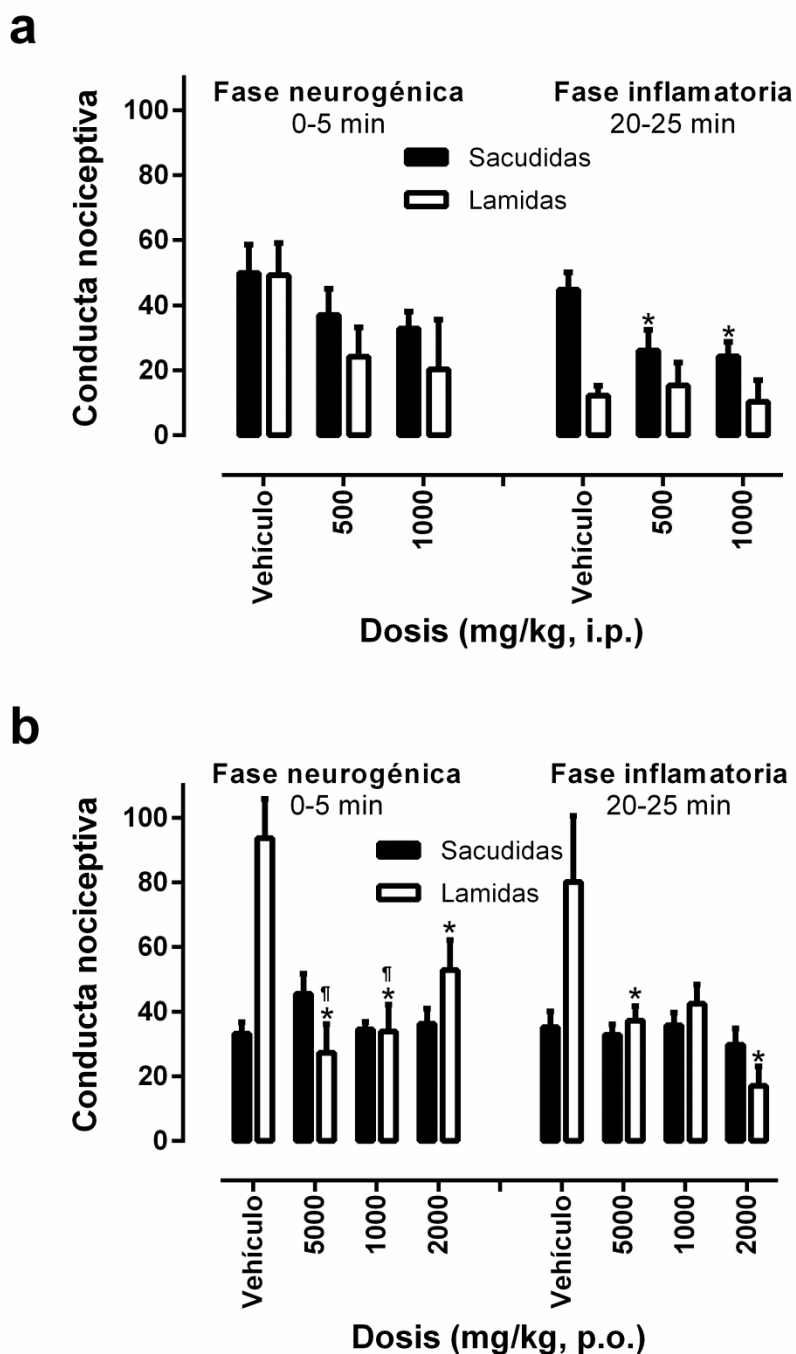 a
Fase neurogénica
0-5 min
Fase inflamatoria
20-25 min
Sacudidas
Lamidas
Conducta nociceptiva
100
80
60
40
20
0
* *
Vehículo
500
1000
Vehículo
500
1000
Dosis (mg/kg, i.p.)
b
Fase neurogénica
0-5 min
Fase inflamatoria
20-25 min
Sacudidas
Lamidas
Conducta nociceptiva
100
80
60
40
20
0
¶
*
¶
*
*
*
*
Vehículo
5000
1000
2000
Vehículo
5000
1000
2000
Dosis (mg/kg, p.o.)